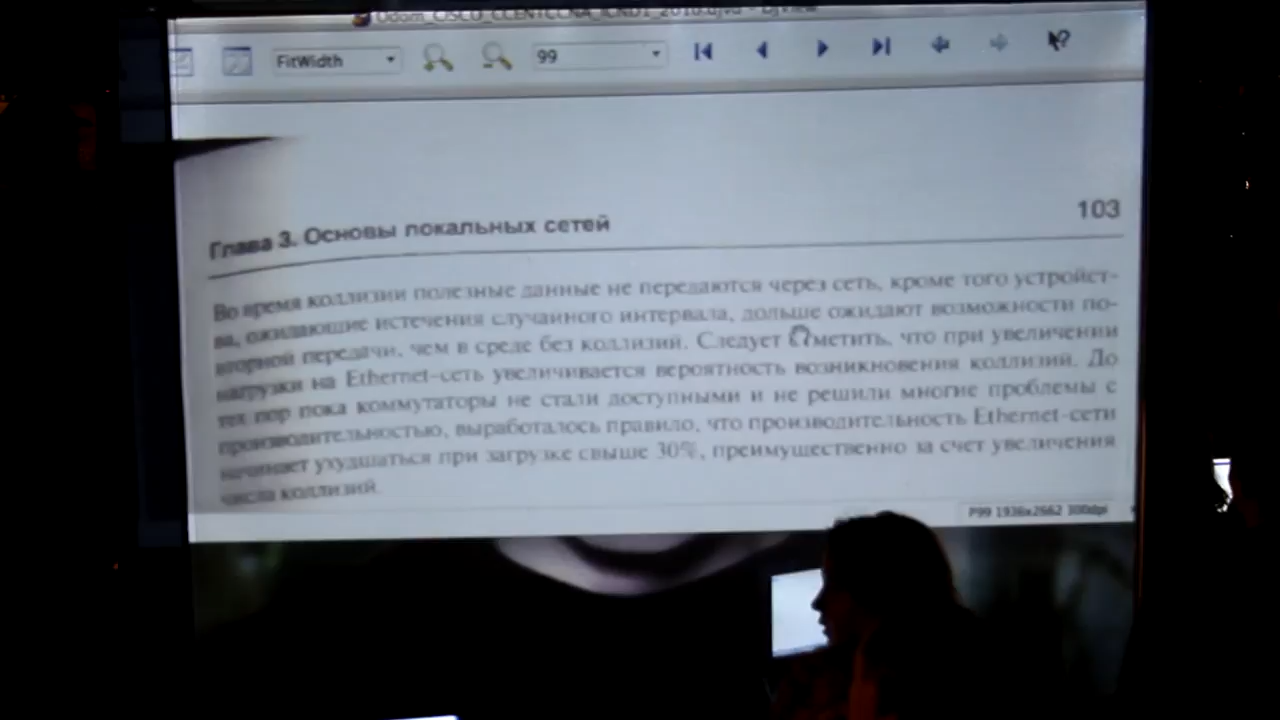 Udom_CISCO_CCENTCCNA_ICND1_2010.djvu - DjView
FitWidth
99
Глава 3. Основы локальных сетей
103
Во время коллизии полезные данные не передаются через сеть, кроме того устройст-
ва, ожидающие истечения случайного интервала, дольше ожидают возможности по-
вторной передачи, чем в среде без коллизий. Следует отметить, что при увеличении
нагрузки на Ethernet-сеть увеличивается вероятность возникновения коллизий. До
тех пор пока коммутаторы не стали доступными и не решили многие проблемы с
производительностью, выработалось правило, что производительность Ethernet-сети
начинает ухудшаться при загрузке свыше 30%, преимущественно за счет увеличения
числа коллизий.
P99 1936x2662 300dpi